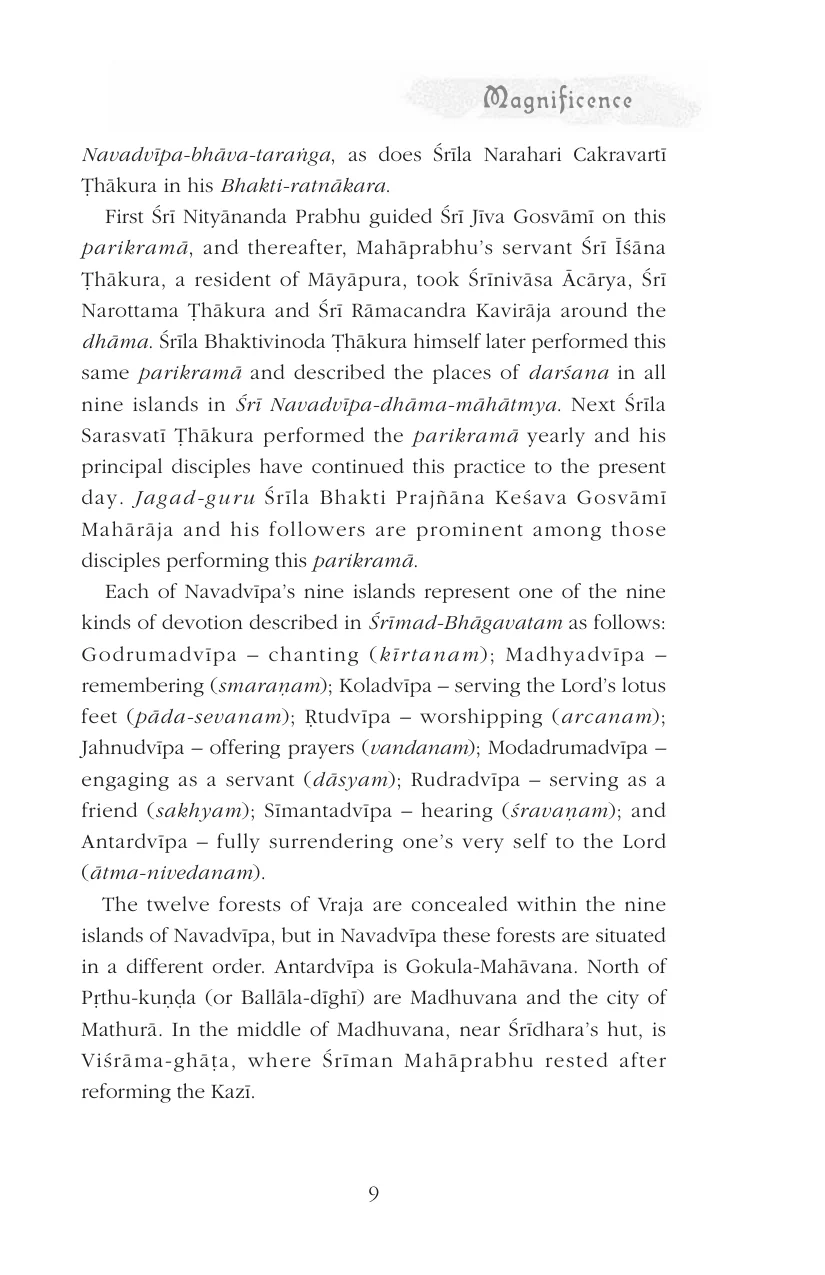 Magnificence
Navadvīpa-bhāva-taraṅga, as does Śrīla Narahari Cakravartī
Ṭhākura in his Bhakti-ratnākara.
First Śrī Nityānanda Prabhu guided Śrī Jīva Gosvāmī on this
parikramā, and thereafter, Mahāprabhu’s servant Śrī Īśāna
Ṭhākura, a resident of Māyāpura, took Śrīnivāsa Ācārya, Śrī
Narottama Ṭhākura and Śrī Rāmacandra Kavirāja around the
dhāma. Śrīla Bhaktivinoda Ṭhākura himself later performed this
same parikramā and described the places of darśana in all
nine islands in Śrī Navadvīpa-dhāma-māhātmya. Next Śrīla
Sarasvatī Ṭhākura performed the parikramā yearly and his
principal disciples have continued this practice to the present
day. Jagad-guru Śrīla Bhakti Prajñāna Keśava Gosvāmī
Mahārāja and his followers are prominent among those
disciples performing this parikramā.
Each of Navadvīpa’s nine islands represent one of the nine
kinds of devotion described in Śrīmad-Bhāgavatam as follows:
Godrumadvīpa – chanting (kīrtanam); Madhyadvīpa –
remembering (smaraṇam); Koladvīpa – serving the Lord’s lotus
feet (pāda-sevanam); Ṛtudvīpa – worshipping (arcanam);
Jahnudvīpa – offering prayers (vandanam); Modadrumadvīpa –
engaging as a servant (dāsyam); Rudradvīpa – serving as a
friend (sakhyam); Sīmantadvīpa – hearing (śravaṇam); and
Antardvīpa – fully surrendering one’s very self to the Lord
(ātma-nivedanam).
The twelve forests of Vraja are concealed within the nine
islands of Navadvīpa, but in Navadvīpa these forests are situated
in a different order. Antardvīpa is Gokula-Mahāvana. North of
Pṛthu-kuṇḍa (or Ballāla-dīghī) are Madhuvana and the city of
Mathurā. In the middle of Madhuvana, near Śrīdhara’s hut, is
Viśrāma-ghāṭa, where Śrīman Mahāprabhu rested after
reforming the Kazī.
9